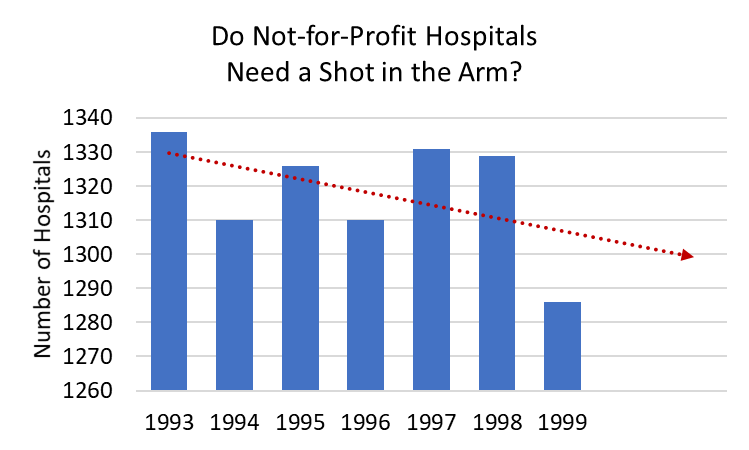 Do Not-for-Profit Hospitals
Need a Shot in the Arm?
Number of Hospitals
1340
1330
1320
1310
1300
1290
1280
1270
1260
1993 1994 1995 1996 1997 1998 1999